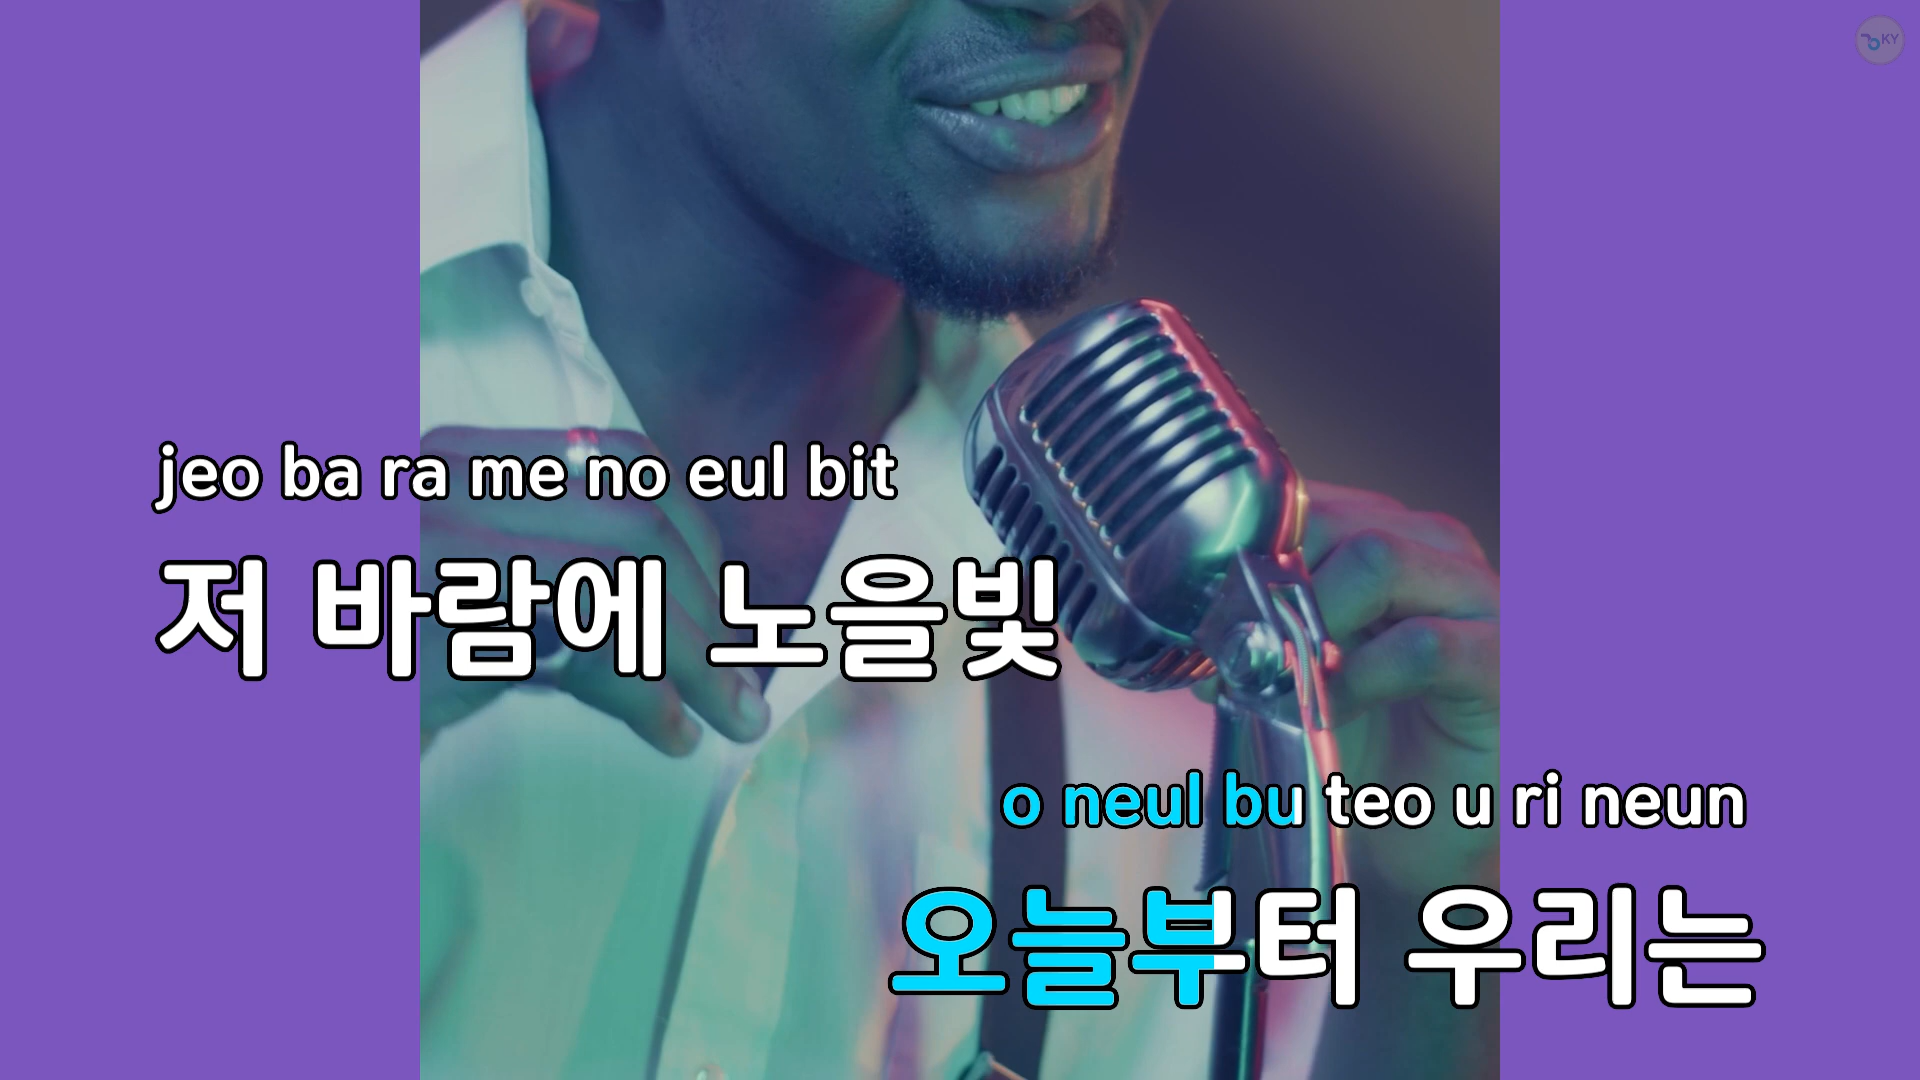 KY
jeo ba ra me no eul bit
저 바람에 노을빛
o neul bu teo u ri neun
오늘부터 우리는